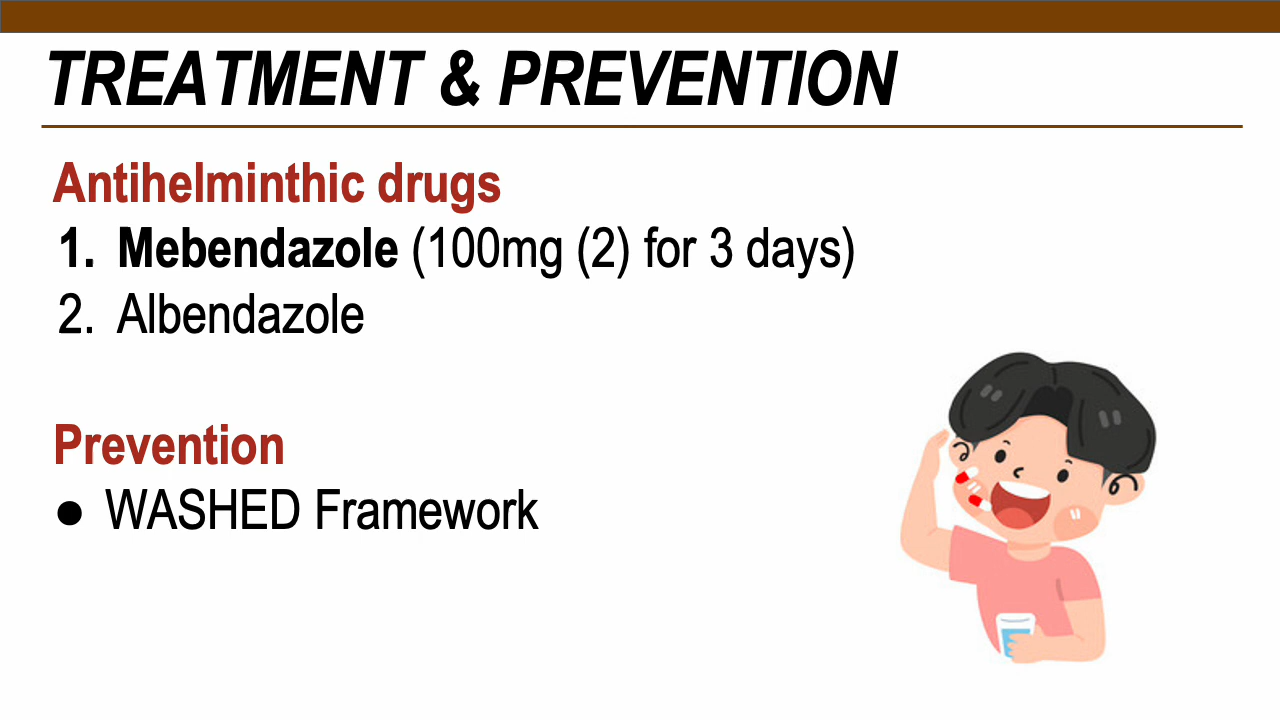 TREATMENT & PREVENTION
Antihelminthic drugs
1. Mebendazole (100mg (2) for 3 days)
2. Albendazole
Prevention
● WASHED Framework